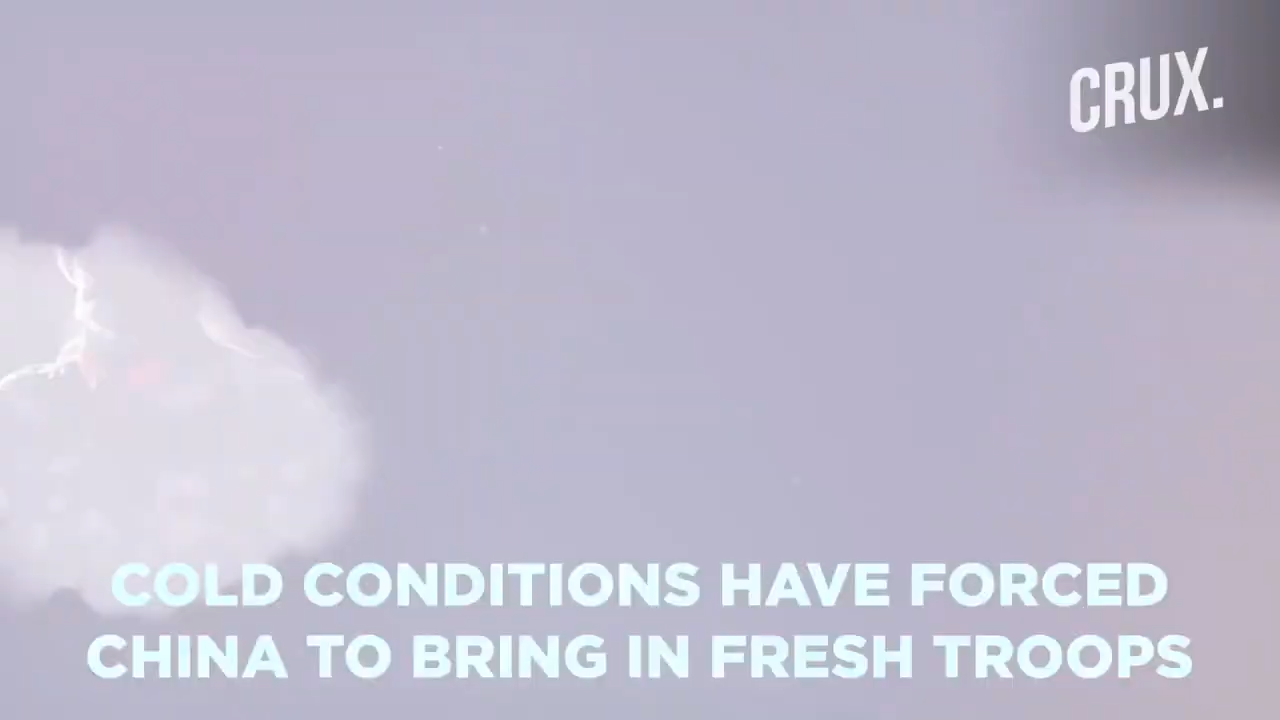 CRUX.
COLD CONDITIONS HAVE FORCED
CHINA TO BRING IN FRESH TROOPS